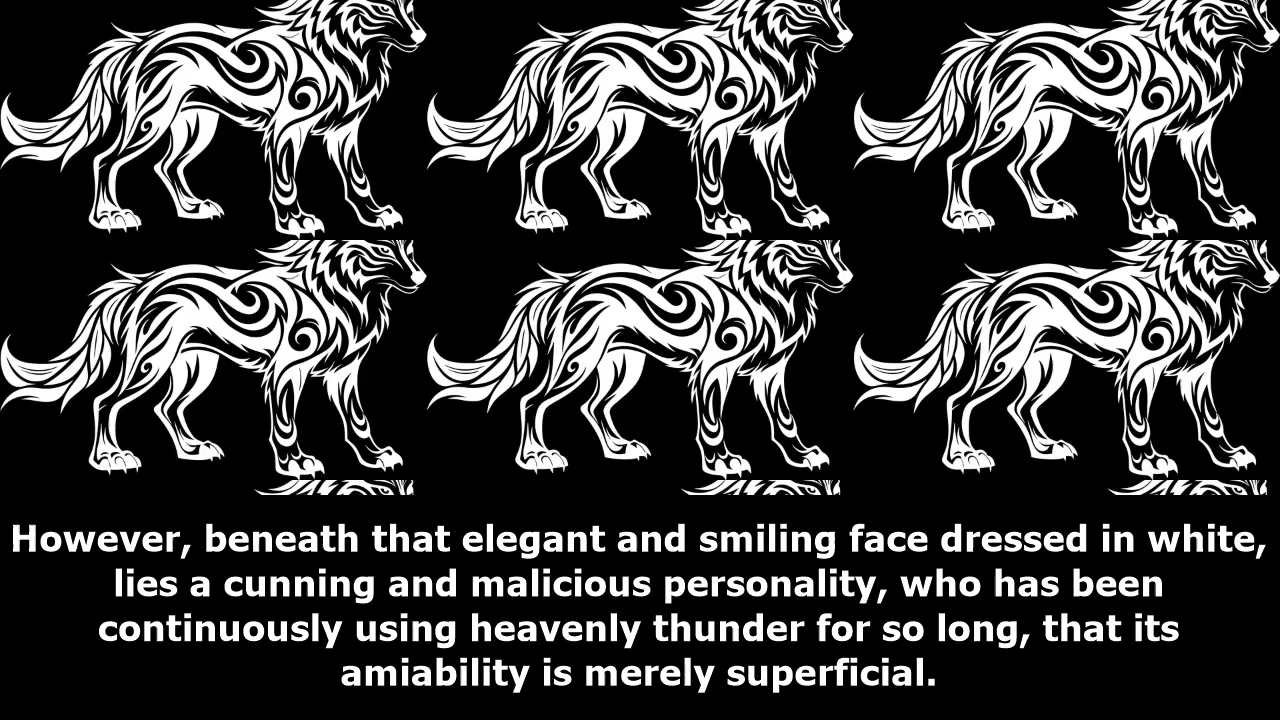 However, beneath that elegant and smiling face dressed in white,
lies a cunning and malicious personality, who has been
continuously using heavenly thunder for so long, that its
amiability is merely superficial.